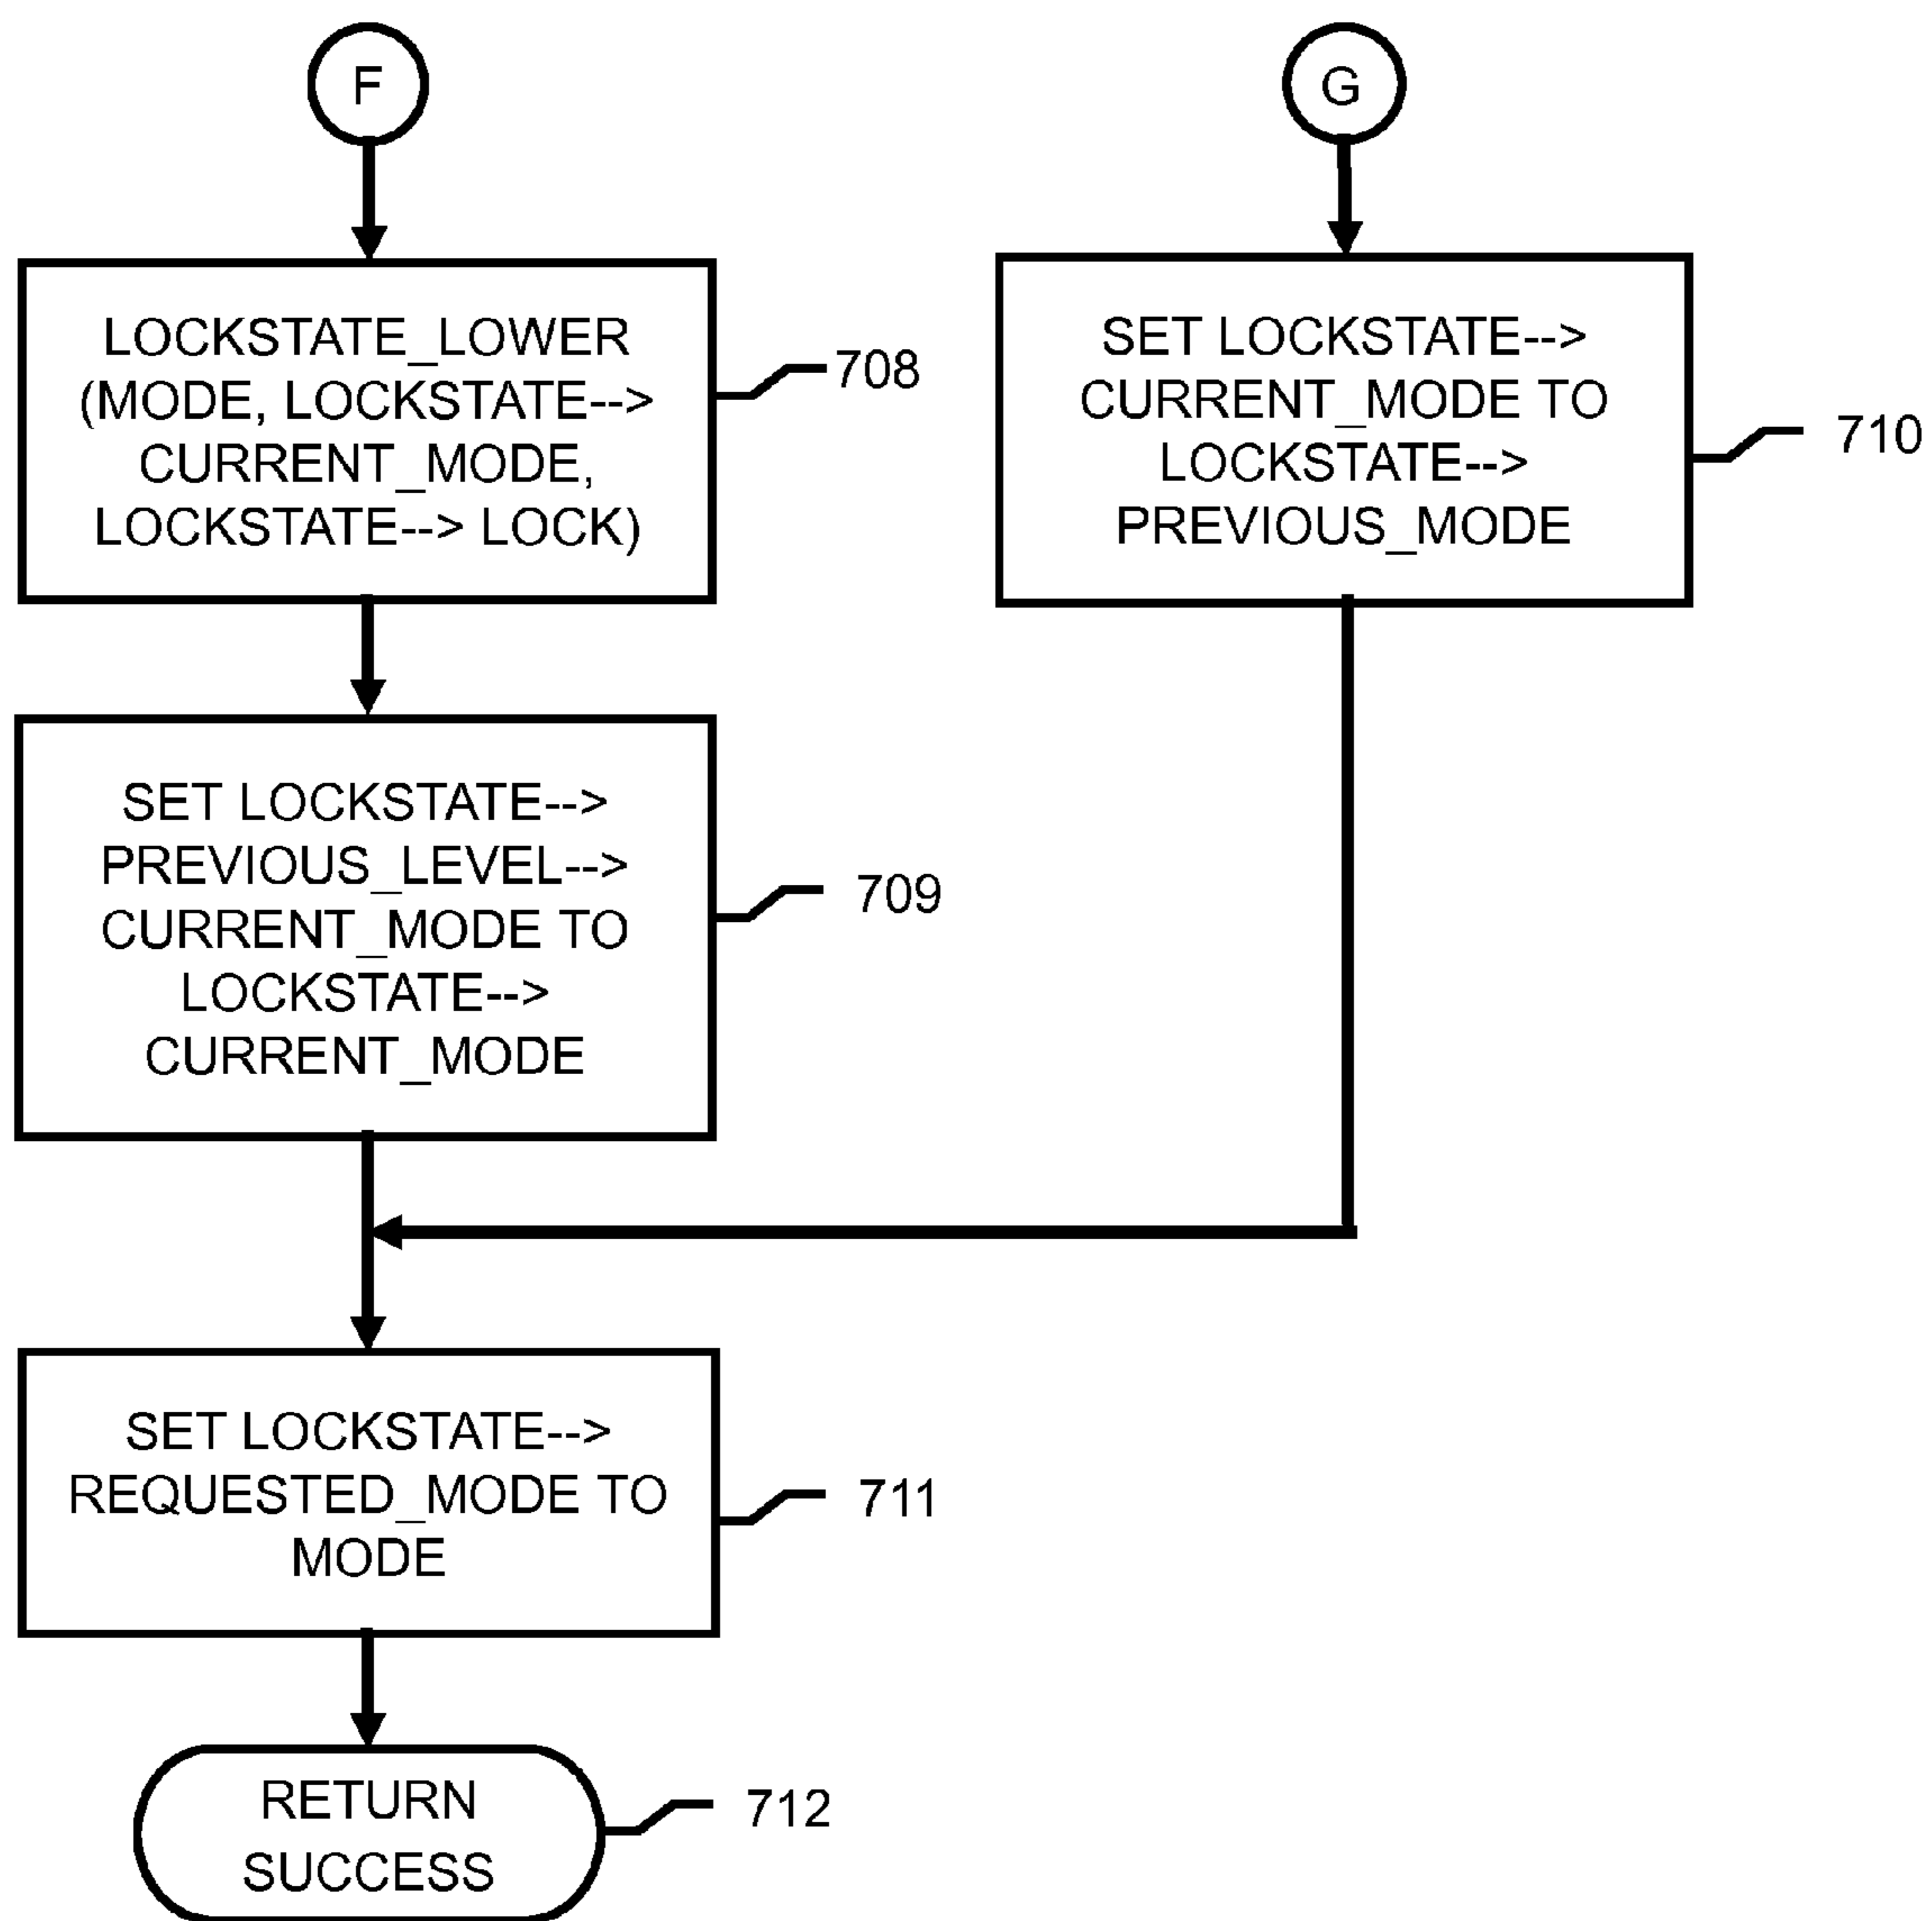 F
LOCKSTATE_LOWER
(MODE, LOCKSTATE-->
CURRENT_MODE,
LOCKSTATE--> LOCK)
708
SET LOCKSTATE-->
PREVIOUS_LEVEL-->
CURRENT_MODE TO
LOCKSTATE-->
CURRENT_MODE
709
G
SET LOCKSTATE-->
CURRENT_MODE TO
LOCKSTATE-->
PREVIOUS_MODE
710
SET LOCKSTATE-->
REQUESTED_MODE TO
MODE
711
RETURN
SUCCESS
712